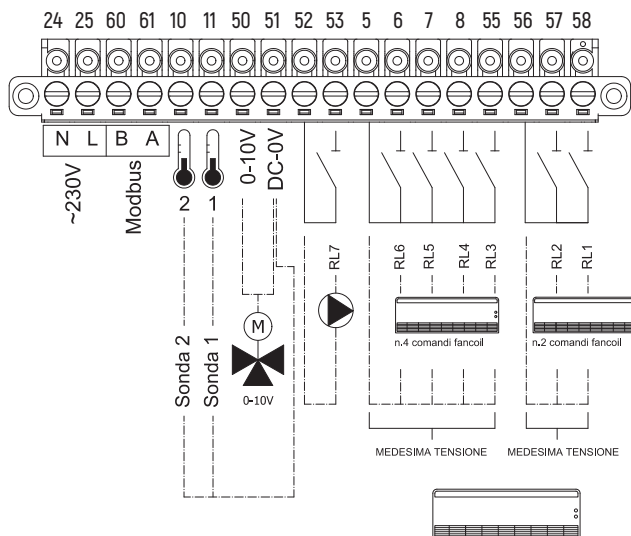 24 25 60 61 10 11 50 51 52 53 5 6 7 8 55 56 57 58
N L B A
~230V
Modbus
2 1
0-10V
DC-0V
RL7
RL6
RL5
RL4
RL3
RL2
RL1
M
n.4 comandi fancoil
n.2 comandi fancoil
Sonda 2
Sonda 1
0-10V
MEDESIMA TENSIONE
MEDESIMA TENSIONE